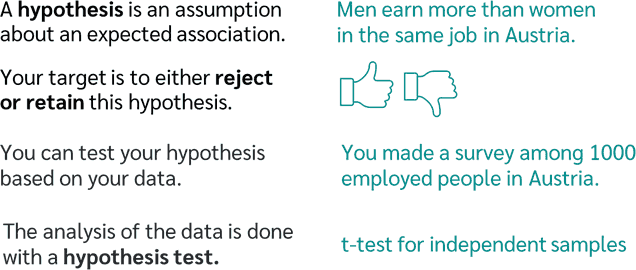 A hypothesis is an assumption
about an expected association.
Men earn more than women
in the same job in Austria.
Your target is to either reject
or retain this hypothesis.
You can test your hypothesis
based on your data.
You made a survey among 1000
employed people in Austria.
The analysis of the data is done
with a hypothesis test.
t-test for independent samples